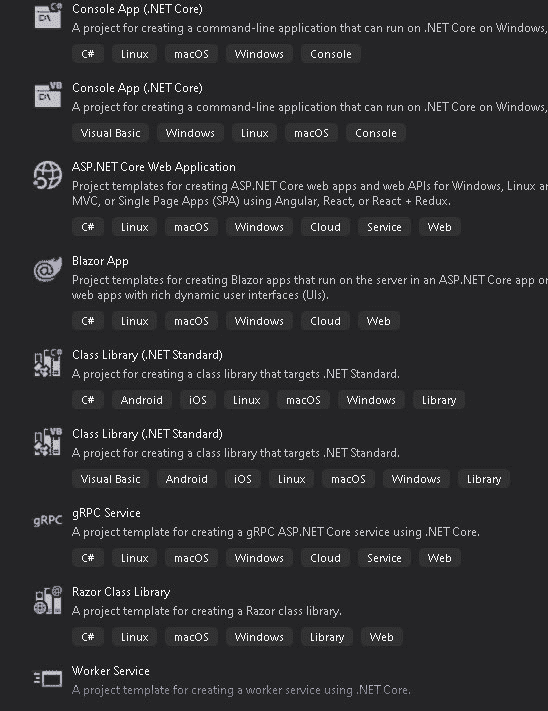 C#
Console App (.NET Core)
A project for creating a command-line application that can run on .NET Core on Windows,
C# Linux macOS Windows Console
VB
Console App (.NET Core)
A project for creating a command-line application that can run on .NET Core on Windows,
Visual Basic Windows Linux macOS Console
ASP.NET Core Web Application
Project templates for creating ASP.NET Core web apps and web APIs for Windows, Linux
MVC, or Single Page Apps (SPA) using Angular, React, or React + Redux.
C# Linux macOS Windows Cloud Service Web
Blazor App
Project templates for creating Blazor apps that run on the server in an ASP.NET Core app or
web apps with rich dynamic user interfaces (UIs).
C# Linux macOS Windows Cloud Web
C#
Class Library (.NET Standard)
A project for creating a class library that targets .NET Standard.
C# Android iOS Linux macOS Windows Library
VB
Class Library (.NET Standard)
A project for creating a class library that targets .NET Standard.
Visual Basic Android iOS Linux macOS Windows Library
gRPC
gRPC Service
A project template for creating a gRPC ASP.NET Core service using .NET Core.
C# Linux macOS Windows Cloud Service Web
Razor Class Library
A project template for creating a Razor class library.
C# Linux macOS Windows Library Web
Worker Service
A project template for creating a worker service using .NET Core.